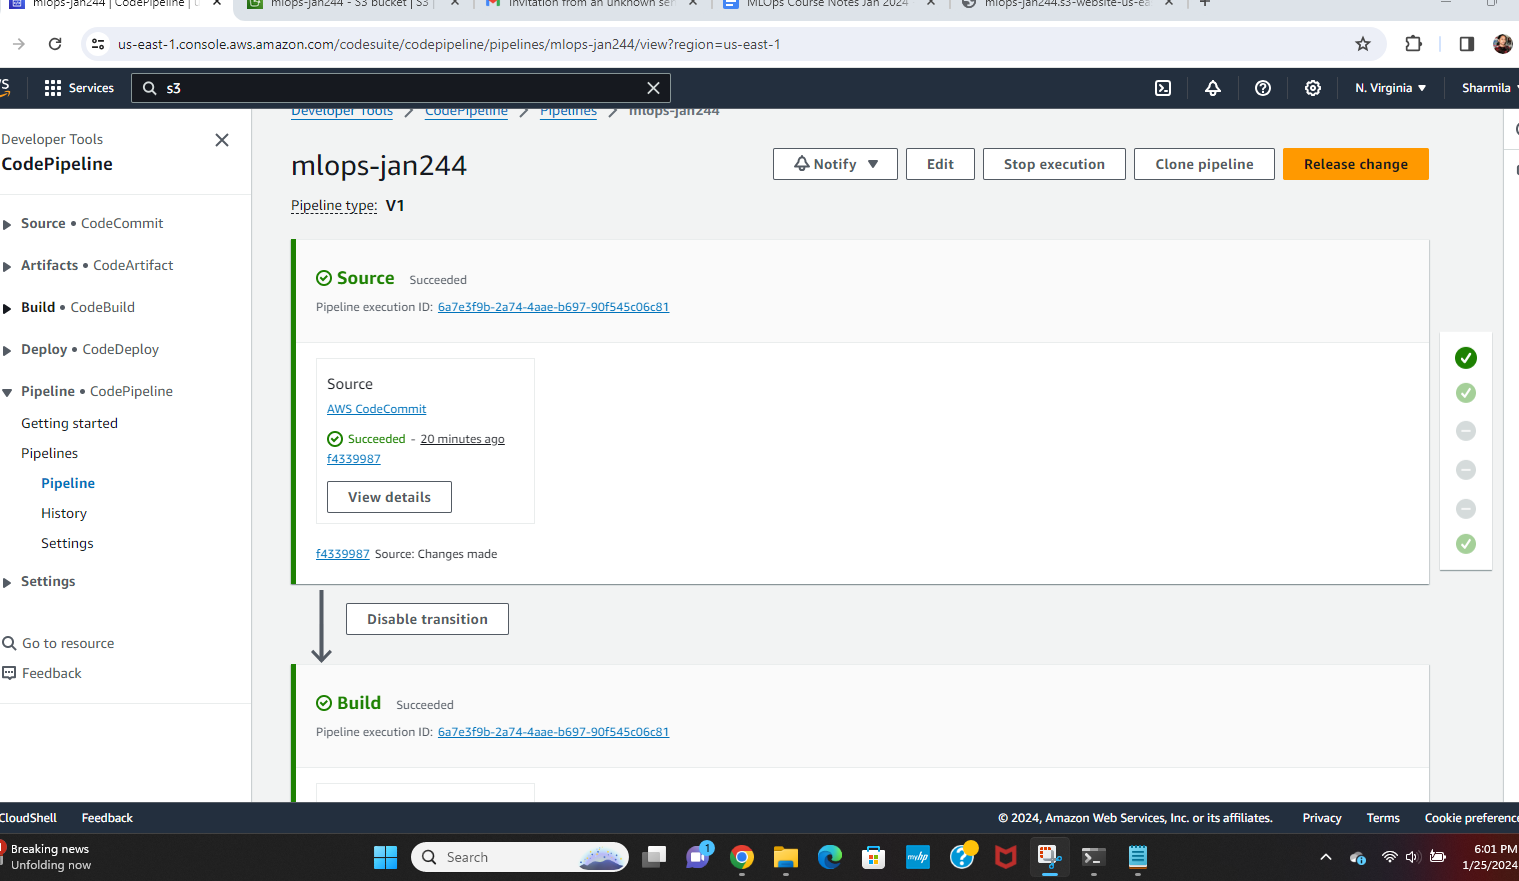 mlops-jan244 | CodePipeline |
mlops-jan244 - S3 bucket | S3 |
Invitation from an unknown sen
MLOps Course Notes Jan 2024
mlops-jan244.s3-website-us-ea
us-east-1.console.aws.amazon.com/codesuite/codepipeline/pipelines/mlops-jan244/view?region=us-east-1
Services
s3
N. Virginia
Sharmila
Developer Tools
CodePipeline
Source • CodeCommit
Artifacts • CodeArtifact
Build • CodeBuild
Deploy • CodeDeploy
Pipeline • CodePipeline
Getting started
Pipelines
Pipeline
History
Settings
Settings
Go to resource
Feedback
Developer Tools
CodePipeline
Pipelines
mlops-jan244
mlops-jan244
Notify
Edit
Stop execution
Clone pipeline
Release change
Pipeline type: V1
Source Succeeded
Pipeline execution ID: 6a7e3f9b-2a74-4aae-b697-90f545c06c81
Source
AWS CodeCommit
Succeeded - 20 minutes ago
f4339987
View details
f4339987 Source: Changes made
Disable transition
Build Succeeded
Pipeline execution ID: 6a7e3f9b-2a74-4aae-b697-90f545c06c81
CloudShell
Feedback
© 2024, Amazon Web Services, Inc. or its affiliates.
Privacy
Terms
Cookie preference
Breaking news
Unfolding now
Search
1
myhp
6:01 PM
1/25/2024